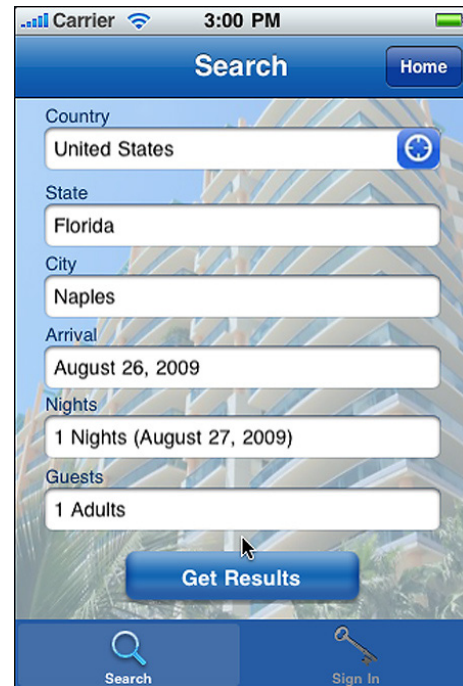 Carrier 3:00 PM
Search Home
Country
United States
State
Florida
City
Naples
Arrival
August 26, 2009
Nights
1 Nights (August 27, 2009)
Guests
1 Adults
Get Results
Search Sign In